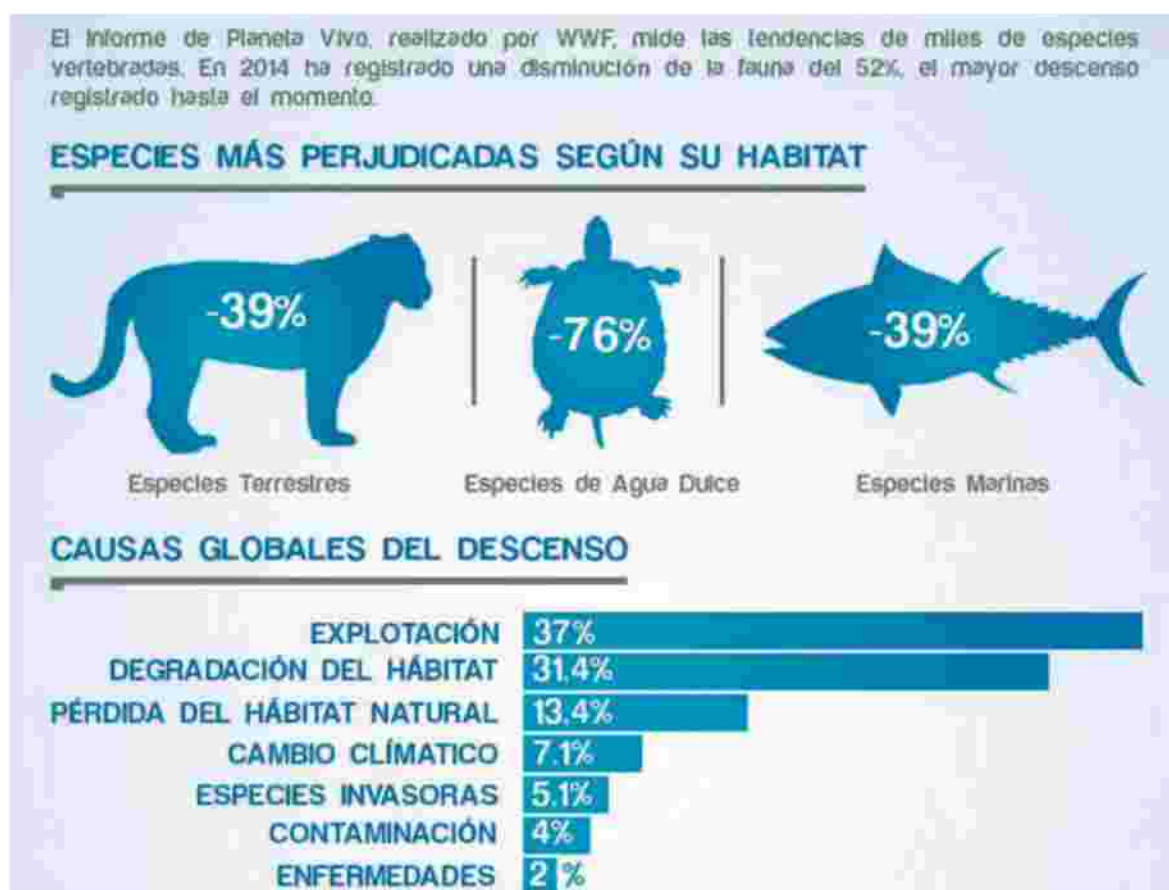 El Informe de Planeta Vivo, realizado por WWF, mide las tendencias de miles de especies
vertebradas. En 2014 ha registrado una disminución de la fauna del 52%, el mayor descenso
registrado hasta el momento.
ESPECIES MÁS PERJUDICADAS SEGÚN SU HABITAT
-39%
-76%
-39%
Especies Terrestres
Especies de Agua Dulce
Especies Marinas
CAUSAS GLOBALES DEL DESCENSO
EXPLOTACIÓN 37%
DEGRADACIÓN DEL HÁBITAT 31.4%
PÉRDIDA DEL HÁBITAT NATURAL 13.4%
CAMBIO CLÍMATICO 7.1%
ESPECIES INVASORAS 5.1%
CONTAMINACIÓN 4%
ENFERMEDADES 2 %